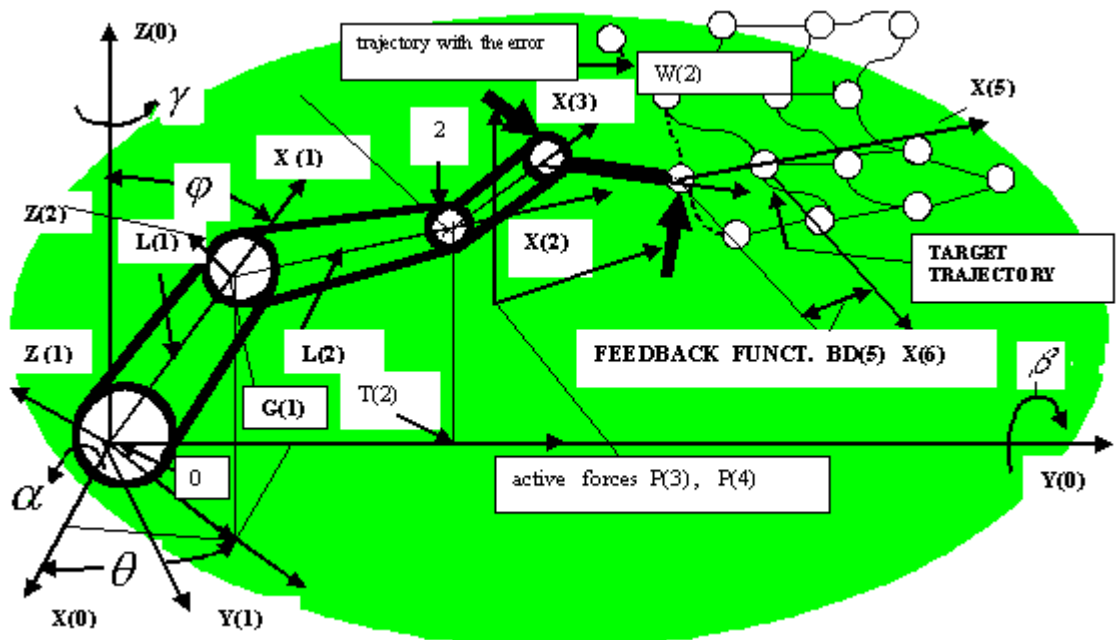 Z(0)
trajectory with the error
W(2)
X(3)
X(5)
γ
2
X (1)
φ
Z(2)
L(1)
X(2)
TARGET
TRAJECTORY
Z (1)
L(2)
FEEDBACK FUNCT. BD(5) X(6)
β
G(1)
T(2)
0
active forces P(3), P(4)
Y(0)
α
θ
X(0)
Y(1)